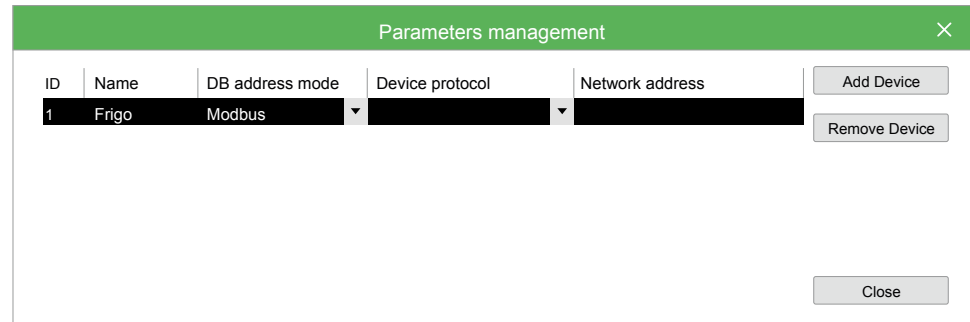 Parameters management
ID Name DB address mode Device protocol Network address
1 Frigo Modbus
Add Device
Remove Device
Close